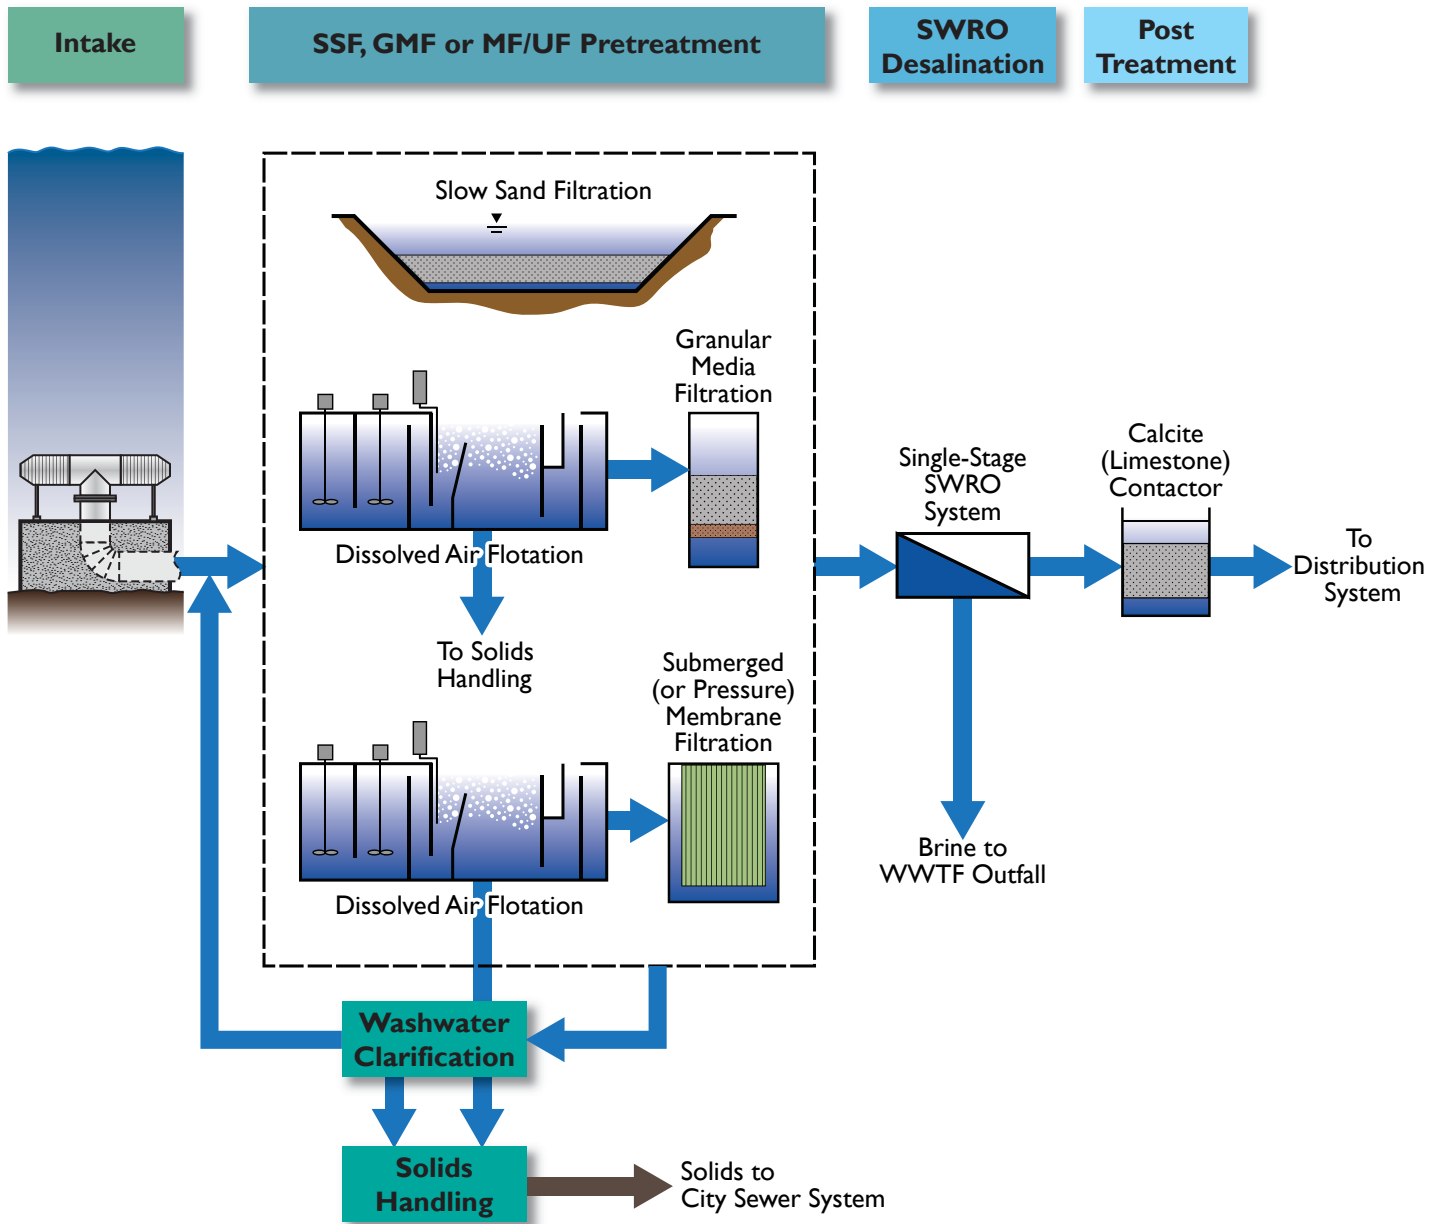 Intake
SSF, GMF or MF/UF Pretreatment
SWRO
Desalination
Post
Treatment
Slow Sand Filtration
Granular
Media
Filtration
Dissolved Air Flotation
To Solids
Handling
Submerged
(or Pressure)
Membrane
Filtration
Dissolved Air Flotation
Single-Stage
SWRO
System
Calcite
(Limestone)
Contactor
To
Distribution
System
Brine to
WWTF Outfall
Washwater
Clarification
Solids
Handling
Solids to
City Sewer System